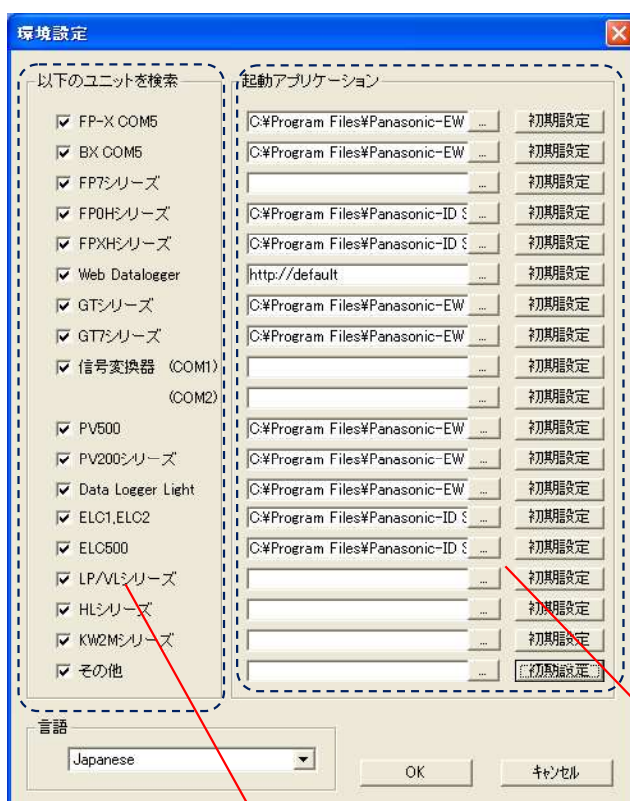 環境設定
以下のユニットを検索 起動アプリケーション
FP-X COM5 C:¥Program Files¥Panasonic-EW ... 初期設定
BX COM5 C:¥Program Files¥Panasonic-EW ... 初期設定
FP7シリーズ ... 初期設定
FP0Hシリーズ C:¥Program Files¥Panasonic-ID S ... 初期設定
FPXHシリーズ C:¥Program Files¥Panasonic-ID S ... 初期設定
Web Datalogger http://default ... 初期設定
GTシリーズ C:¥Program Files¥Panasonic-EW ... 初期設定
GT7シリーズ C:¥Program Files¥Panasonic-EW ... 初期設定
信号変換器 (COM1) ... 初期設定
(COM2) ... 初期設定
PV500 C:¥Program Files¥Panasonic-EW ... 初期設定
PV200シリーズ C:¥Program Files¥Panasonic-EW ... 初期設定
Data Logger Light C:¥Program Files¥Panasonic-EW ... 初期設定
ELC1,ELC2 C:¥Program Files¥Panasonic-ID S ... 初期設定
ELC500 C:¥Program Files¥Panasonic-ID S ... 初期設定
LP/VLシリーズ ... 初期設定
HLシリーズ ... 初期設定
KW2Mシリーズ ... 初期設定
その他 ... 初期設定
言語
Japanese
OK キャンセル